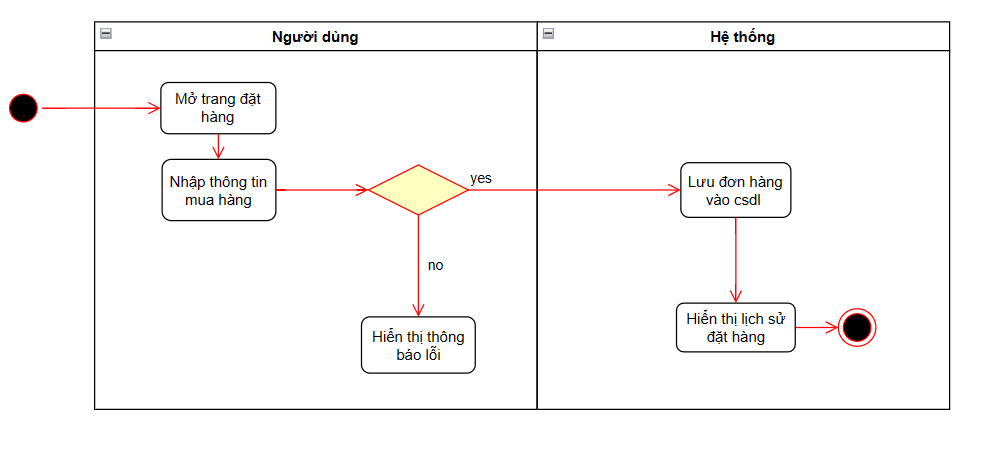 Người dùng
Hệ thống
Mở trang đặt
hàng
Nhập thông tin
mua hàng
yes
Lưu đơn hàng
vào csdl
no
Hiển thị thông
báo lỗi
Hiển thị lịch sử
đặt hàng